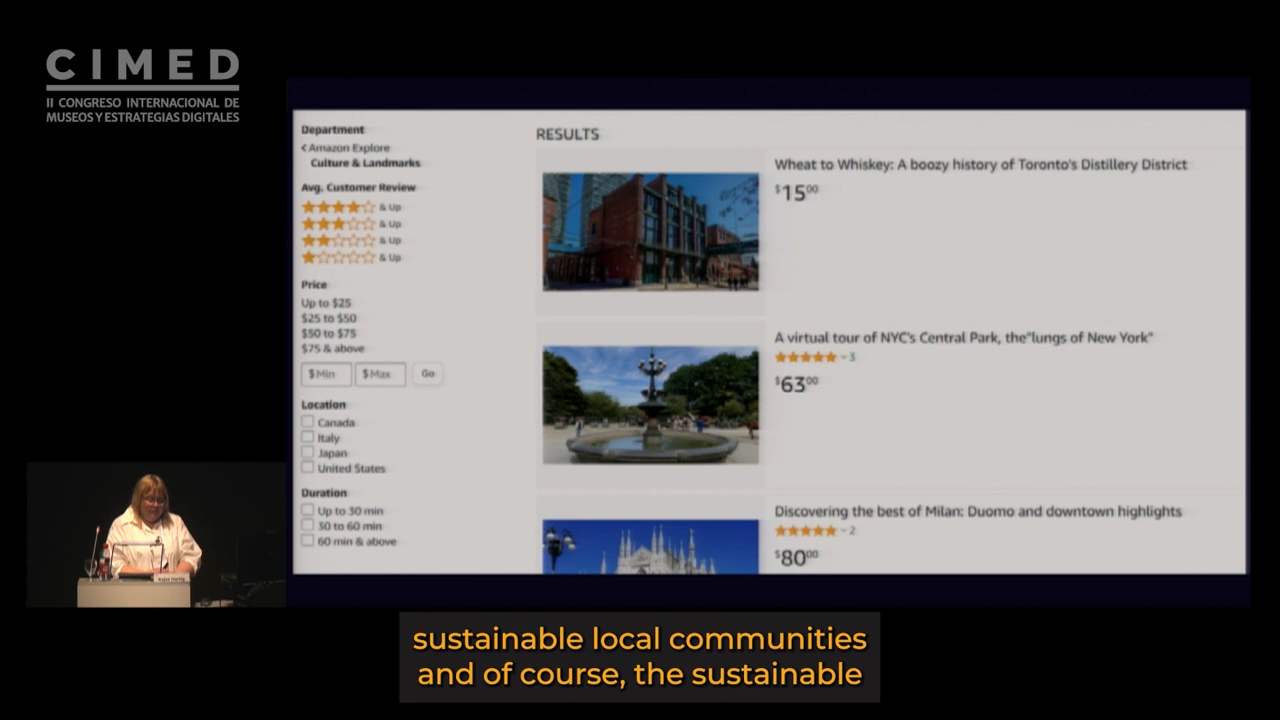 CIMED
II CONGRESO INTERNACIONAL DE
MUSEOS Y ESTRATEGIAS DIGITALES
Department
< Amazon Explore
Culture & Landmarks
Avg. Customer Review
& Up
& Up
& Up
& Up
Price
Up to $25
$25 to $50
$50 to $75
$75 & above
$ Min
$ Max
Go
Location
Canada
Italy
Japan
United States
Duration
Up to 30 min
30 to 60 min
60 min & above
RESULTS
Wheat to Whiskey: A boozy history of Toronto's Distillery District
$15⁰⁰
A virtual tour of NYC's Central Park, the"lungs of New York"
~ 3
$63⁰⁰
Discovering the best of Milan: Duomo and downtown highlights
~ 2
$80⁰⁰
sustainable local communities
and of course, the sustainable